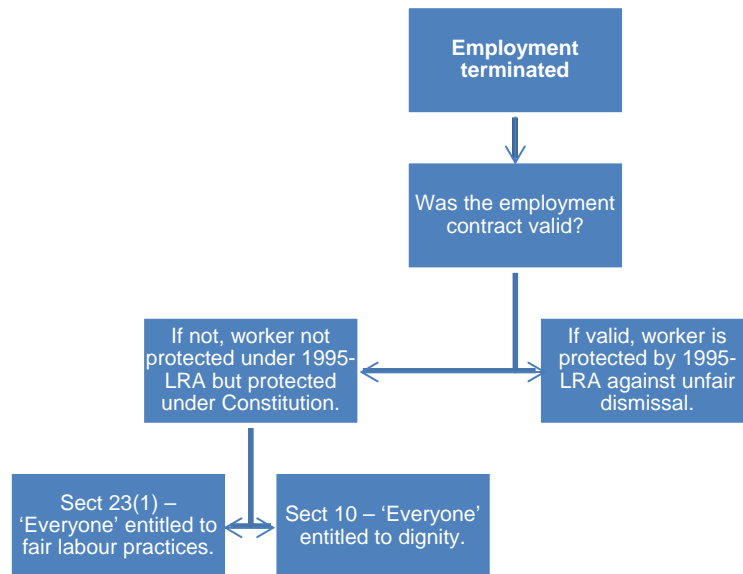 Employment
terminated
Was the employment
contract valid?
If not, worker not
protected under 1995-
LRA but protected
under Constitution.
If valid, worker is
protected by 1995-
LRA against unfair
dismissal.
Sect 23(1) –
‘Everyone’ entitled to
fair labour practices.
Sect 10 – ‘Everyone’
entitled to dignity.